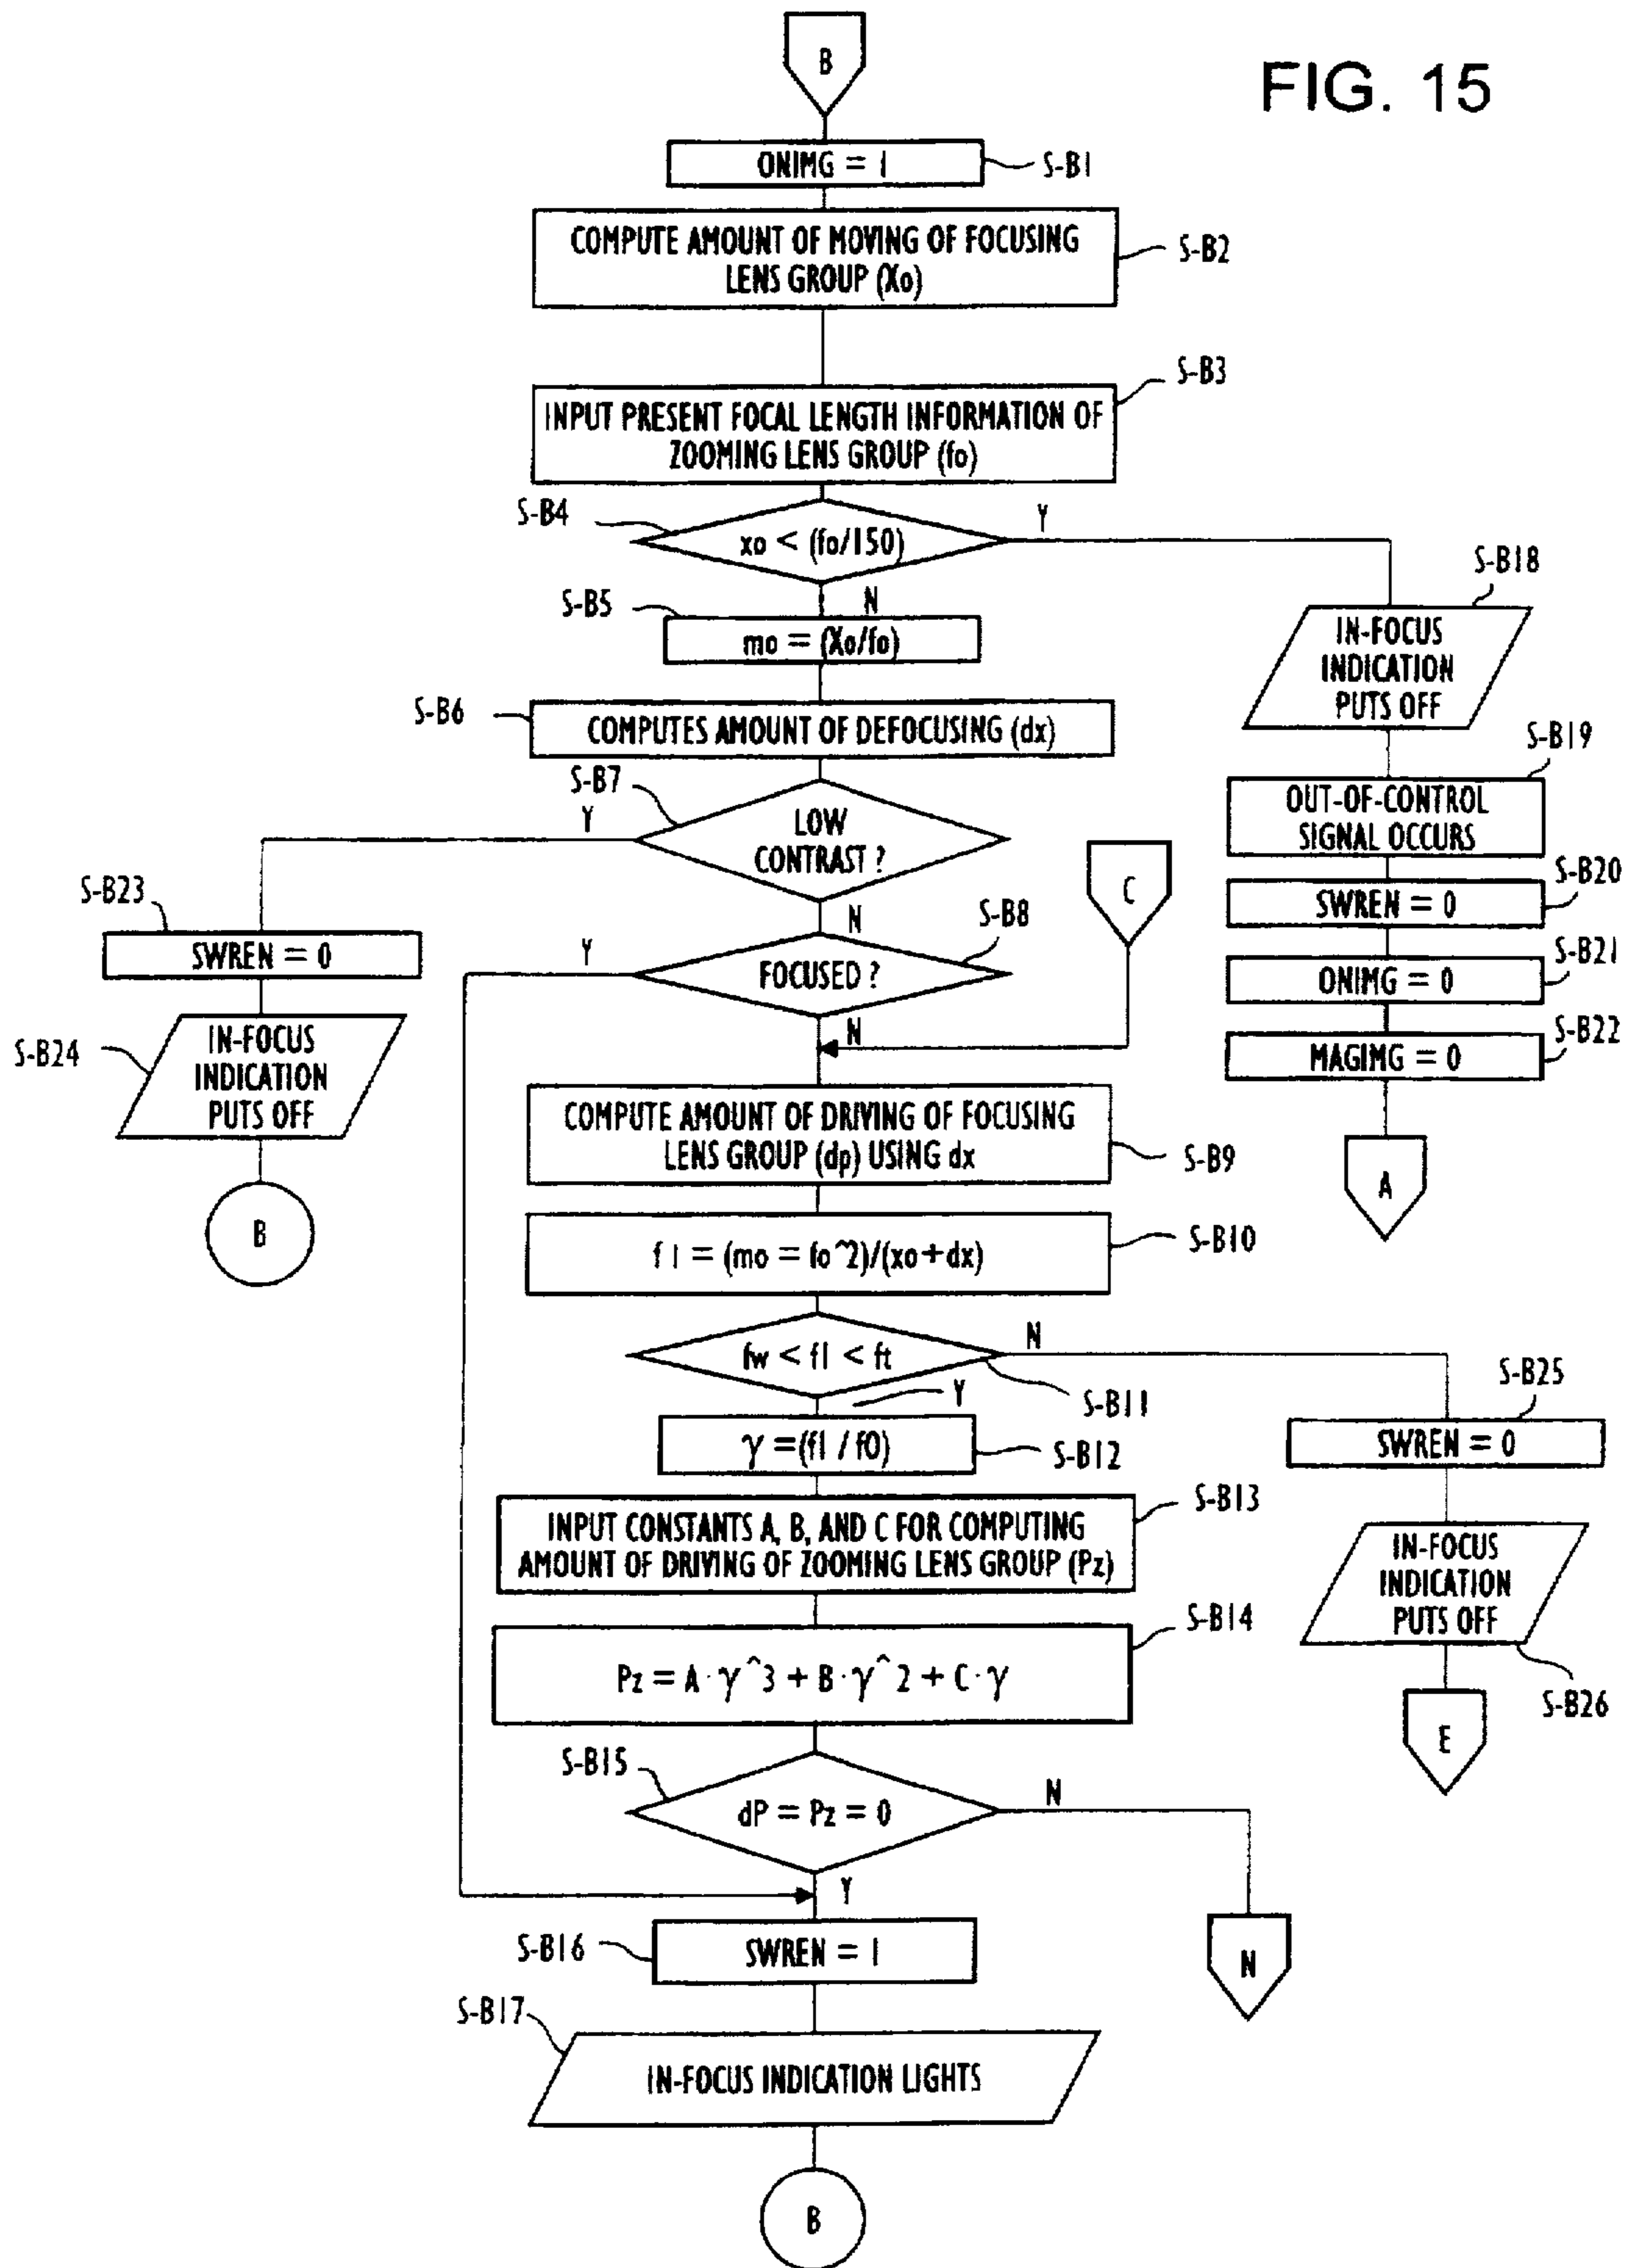 FIG. 15
B
ONIMG = 1
S-B1
COMPUTE AMOUNT OF MOVING OF FOCUSING
LENS GROUP (Xo)
S-B2
S-B3
INPUT PRESENT FOCAL LENGTH INFORMATION OF
ZOOMING LENS GROUP (fo)
S-B4
xo < (fo/150)
Y
N
S-B5
mo = (Xo/fo)
S-B6
COMPUTES AMOUNT OF DEFOCUSING (dx)
S-B7
LOW
CONTRAST ?
Y
N
S-B8
FOCUSED ?
Y
N
C
S-B18
IN-FOCUS
INDICATION
PUTS OFF
S-B19
OUT-OF-CONTROL
SIGNAL OCCURS
S-B20
SWREN = 0
S-B21
ONIMG = 0
S-B22
MAGIMG = 0
A
S-B23
SWREN = 0
S-B24
IN-FOCUS
INDICATION
PUTS OFF
B
COMPUTE AMOUNT OF DRIVING OF FOCUSING
LENS GROUP (dp) USING dx
S-B9
f1 = (mo = fo^2)/(xo+dx)
S-B10
fw < f1 < ft
N
S-B11
Y
γ =(f1 / f0)
S-B12
S-B13
INPUT CONSTANTS A, B, AND C FOR COMPUTING
AMOUNT OF DRIVING OF ZOOMING LENS GROUP (Pz)
S-B14
Pz = A · γ^3 + B · γ^2 + C · γ
S-B25
SWREN = 0
IN-FOCUS
INDICATION
PUTS OFF
S-B26
E
S-B15
dP = Pz = 0
N
Y
N
S-B16
SWREN = 1
S-B17
IN-FOCUS INDICATION LIGHTS
B